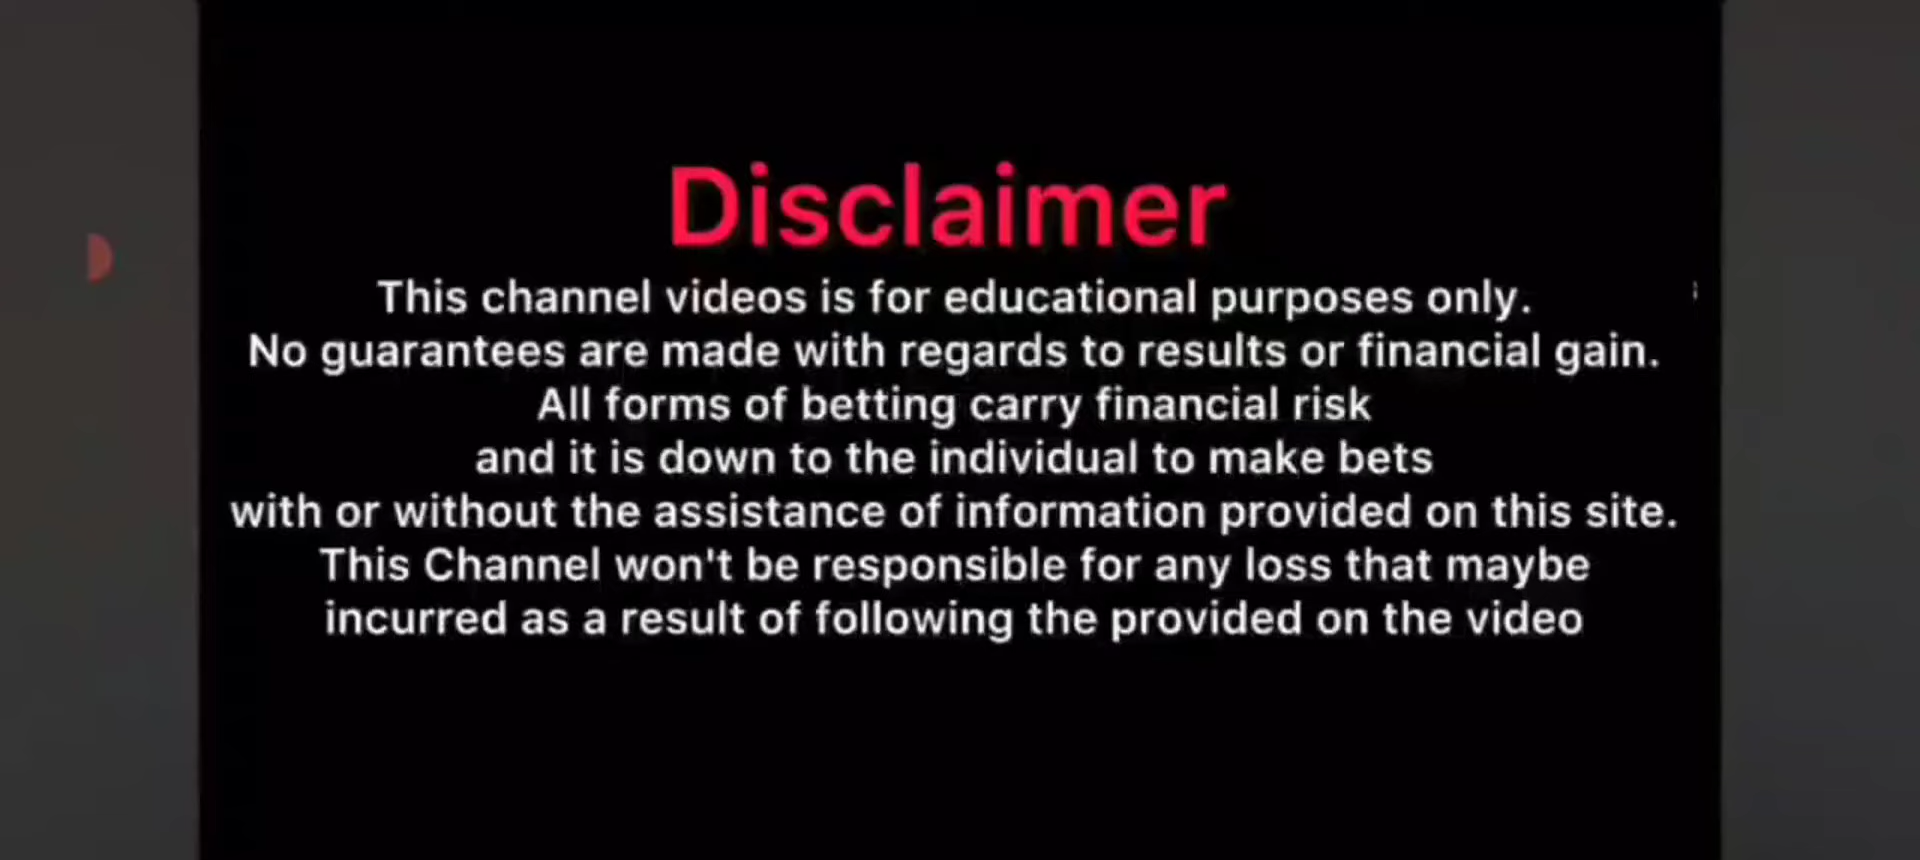 Disclaimer
This channel videos is for educational purposes only.
No guarantees are made with regards to results or financial gain.
All forms of betting carry financial risk
and it is down to the individual to make bets
with or without the assistance of information provided on this site.
This Channel won't be responsible for any loss that maybe
incurred as a result of following the provided on the video